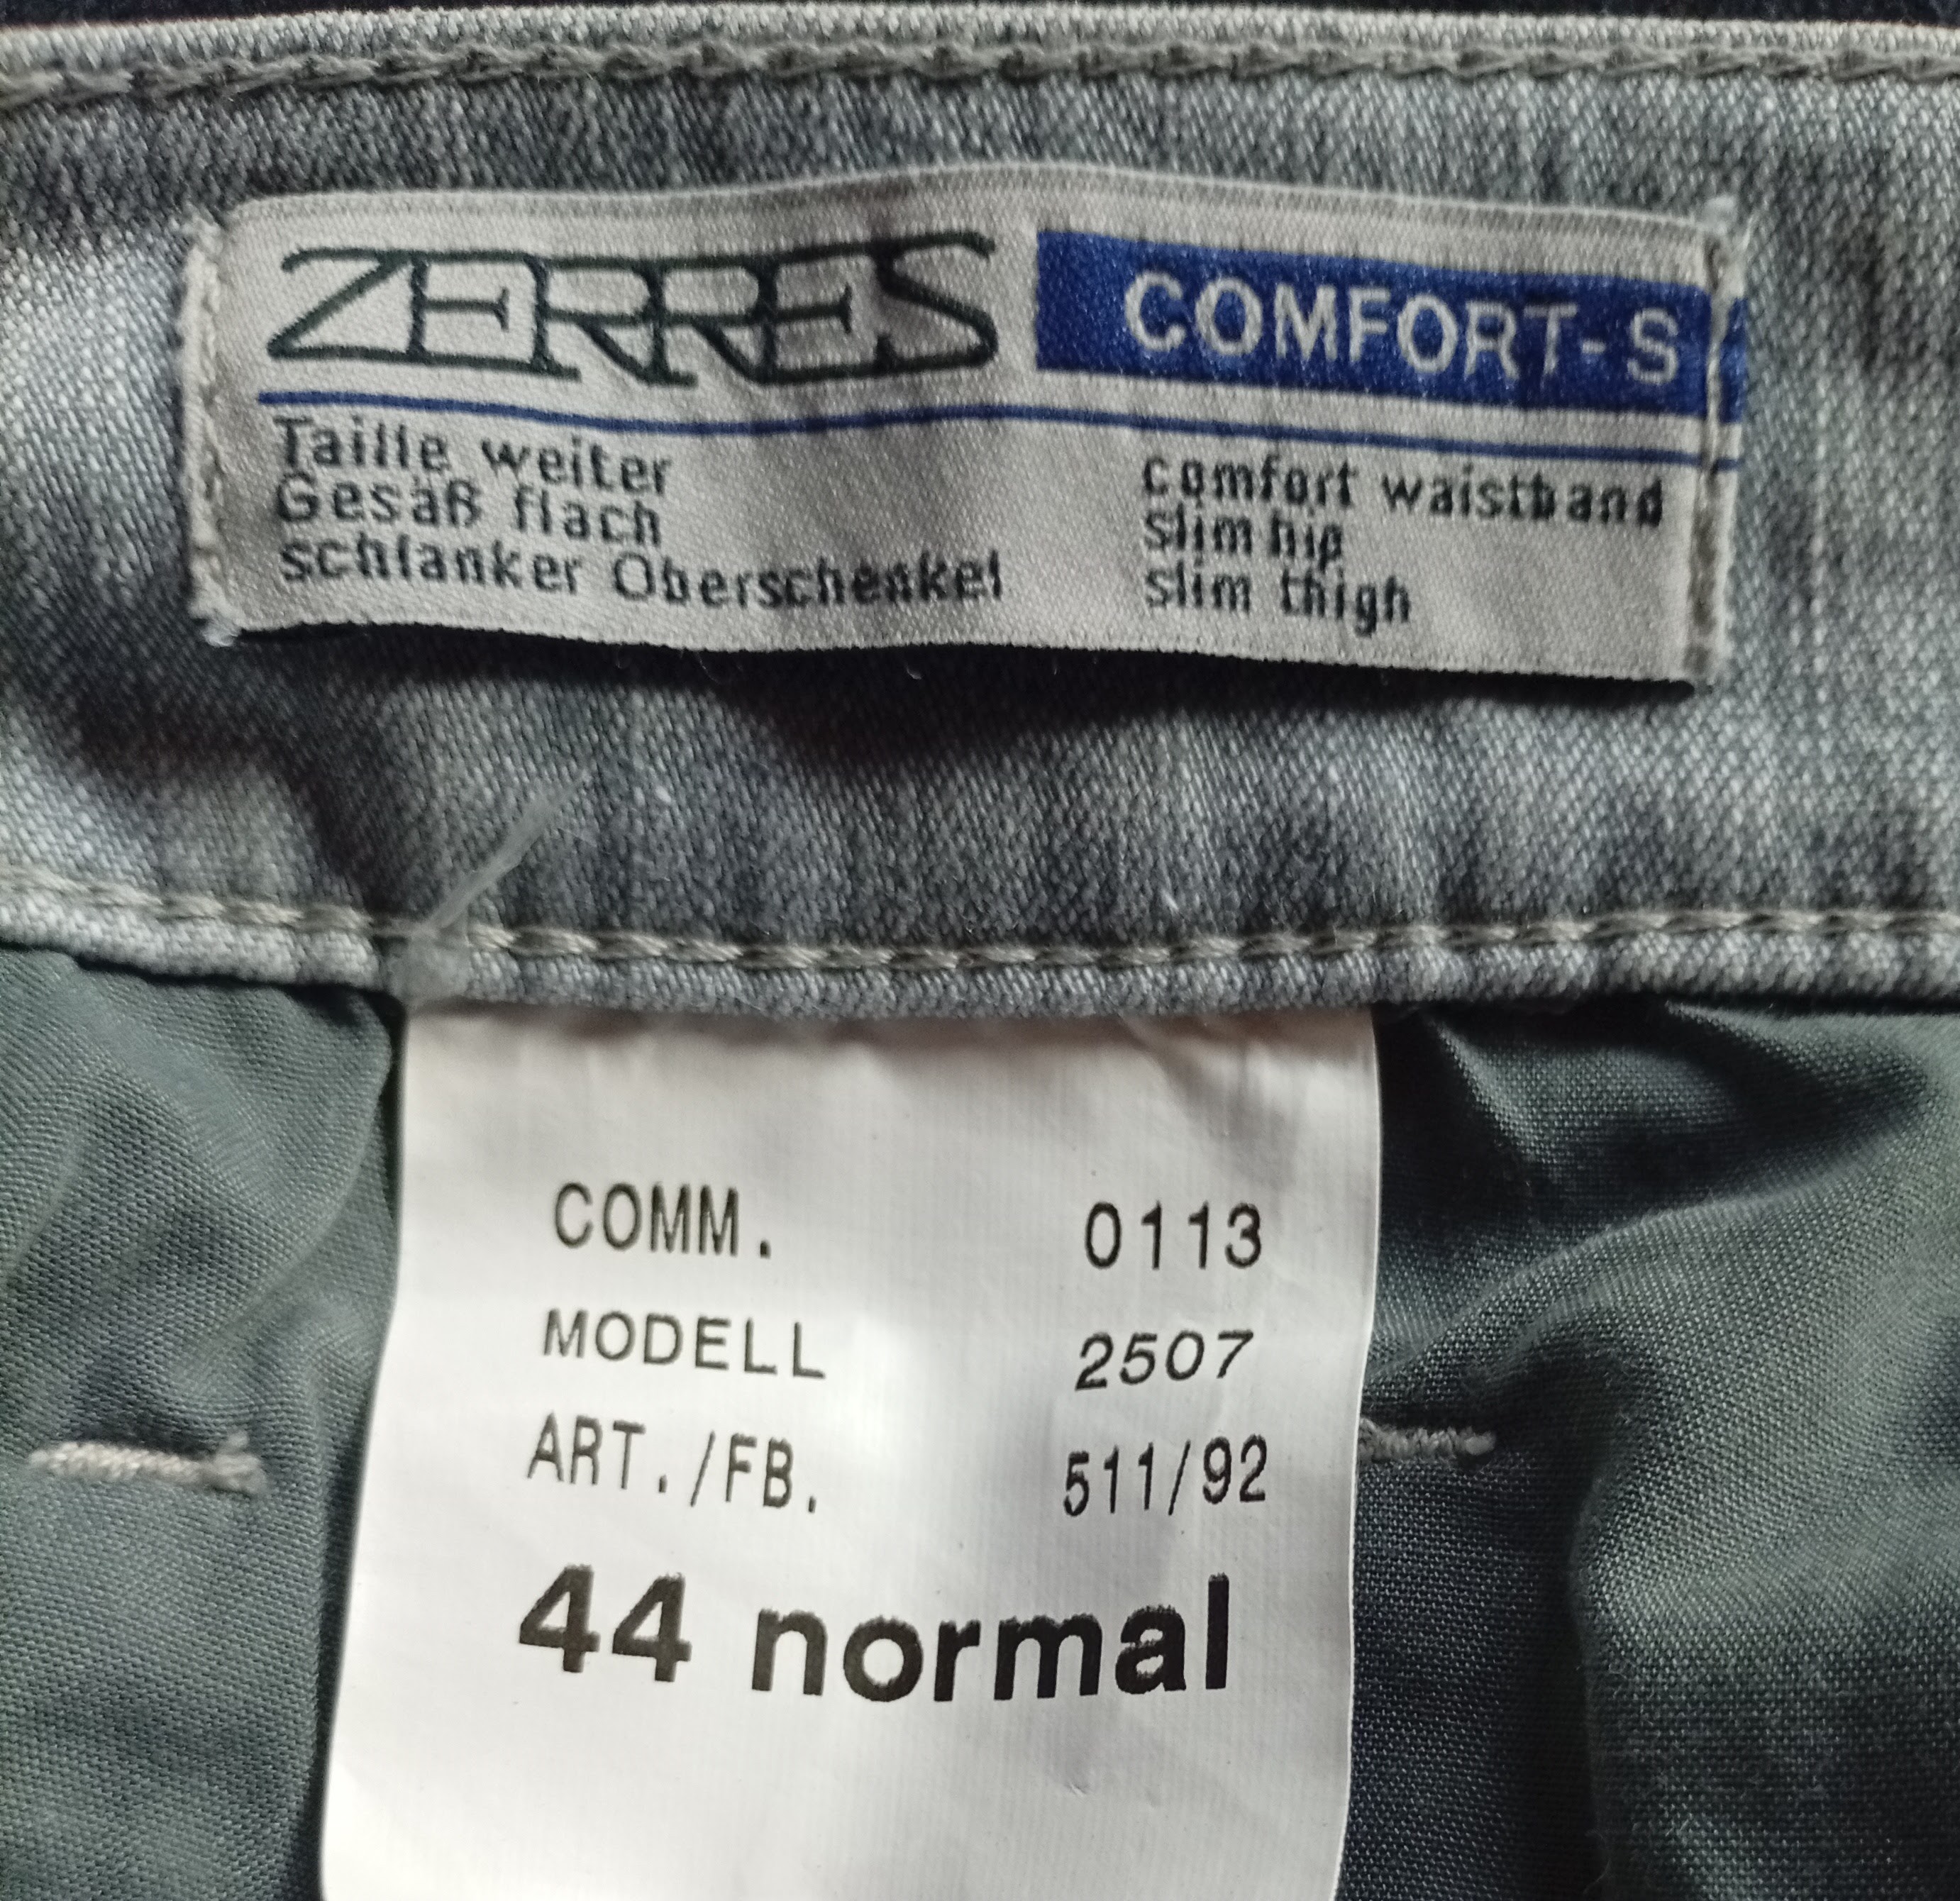 ZERRES COMFORT-S
Taille weiter
Gesäß flach
schlanker Oberschenkel
comfort waistband
slim hip
slim thigh
COMM. 0113
MODELL 2507
ART./FB. 511/92
44 normal